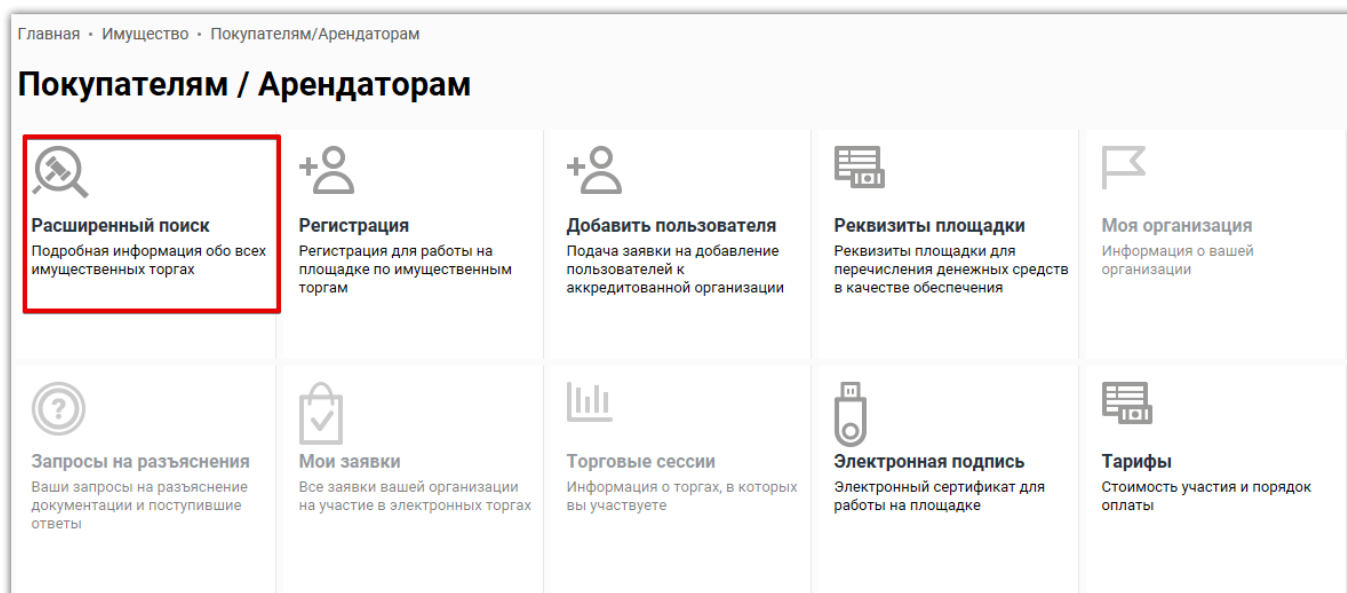 Главная • Имущество • Покупателям/Арендаторам
Покупателям / Арендаторам
Расширенный поиск
Подробная информация обо всех
имущественных торгах
Регистрация
Регистрация для работы на
площадке по имущественным
торгам
Добавить пользователя
Подача заявки на добавление
пользователей к
аккредитованной организации
Реквизиты площадки
Реквизиты площадки для
перечисления денежных средств
в качестве обеспечения
Моя организация
Информация о вашей
организации
Запросы на разъяснения
Ваши запросы на разъяснение
документации и поступившие
ответы
Мои заявки
Все заявки вашей организации
на участие в электронных торгах
Торговые сессии
Информация о торгах, в которых
вы участвуете
Электронная подпись
Электронный сертификат для
работы на площадке
Тарифы
Стоимость участия и порядок
оплаты